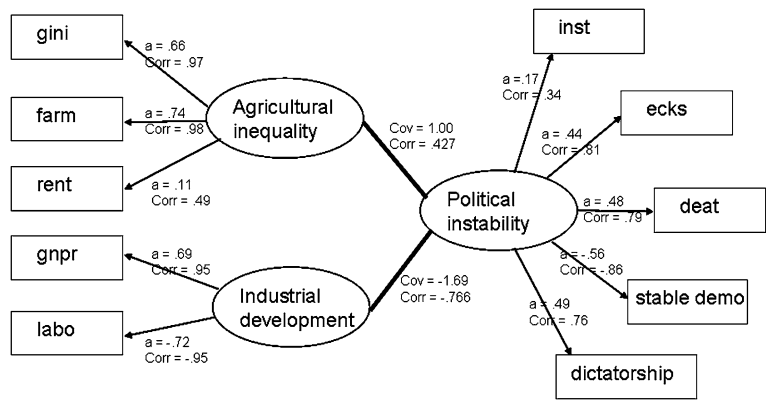 gini
a = .66
Corr = .97
farm
a = .74
Corr = .98
rent
a = .11
Corr = .49
Agricultural
inequality
gnpr
a = .69
Corr = .95
labo
a =-.72
Corr = -.95
Industrial
development
Cov = 1.00
Corr = .427
Cov = -1.69
Corr = -.766
Political
instability
inst
a =.17
Corr = .34
ecks
a = .44
Corr = .81
deat
a = .48
Corr = .79
stable demo
a =-.56
Corr = -.86
dictatorship
a = .49
Corr = .76